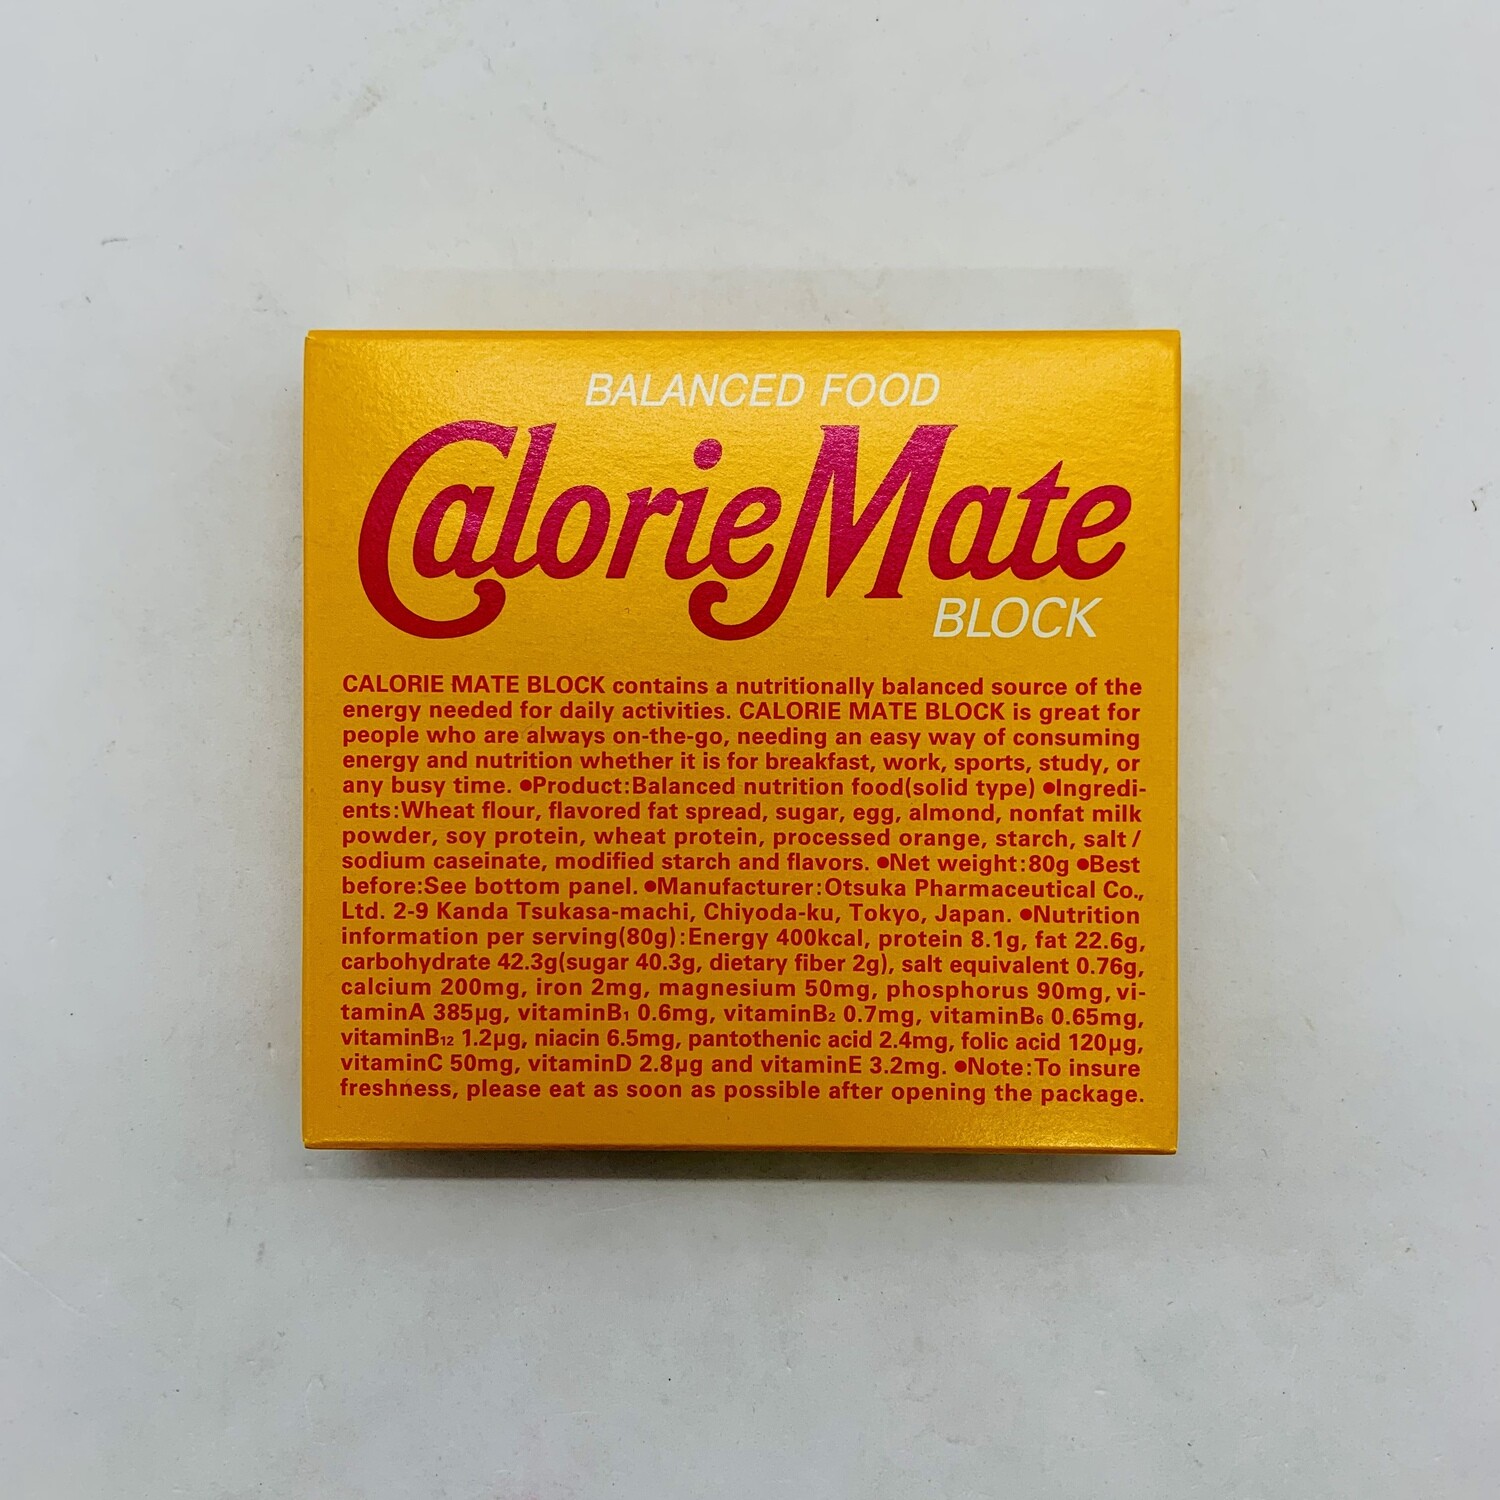 BALANCED FOOD
CalorieMate
BLOCK
CALORIE MATE BLOCK contains a nutritionally balanced source of the
energy needed for daily activities. CALORIE MATE BLOCK is great for
people who are always on-the-go, needing an easy way of consuming
energy and nutrition whether it is for breakfast, work, sports, study, or
any busy time. ●Product:Balanced nutrition food(solid type) ●Ingredi-
ents:Wheat flour, flavored fat spread, sugar, egg, almond, nonfat milk
powder, soy protein, wheat protein, processed orange, starch, salt/
sodium caseinate, modified starch and flavors. ●Net weight:80g ●Best
before:See bottom panel. ●Manufacturer:Otsuka Pharmaceutical Co.,
Ltd. 2-9 Kanda Tsukasa-machi, Chiyoda-ku, Tokyo, Japan. ●Nutrition
information per serving(80g):Energy 400kcal, protein 8.1g, fat 22.6g,
carbohydrate 42.3g(sugar 40.3g, dietary fiber 2g), salt equivalent 0.76g,
calcium 200mg, iron 2mg, magnesium 50mg, phosphorus 90mg, vi-
taminA 385μg, vitaminB₁ 0.6mg, vitaminB₂ 0.7mg, vitaminB₆ 0.65mg,
vitaminB₁₂ 1.2μg, niacin 6.5mg, pantothenic acid 2.4mg, folic acid 120μg,
vitaminC 50mg, vitaminD 2.8μg and vitaminE 3.2mg. ●Note:To insure
freshness, please eat as soon as possible after opening the package.